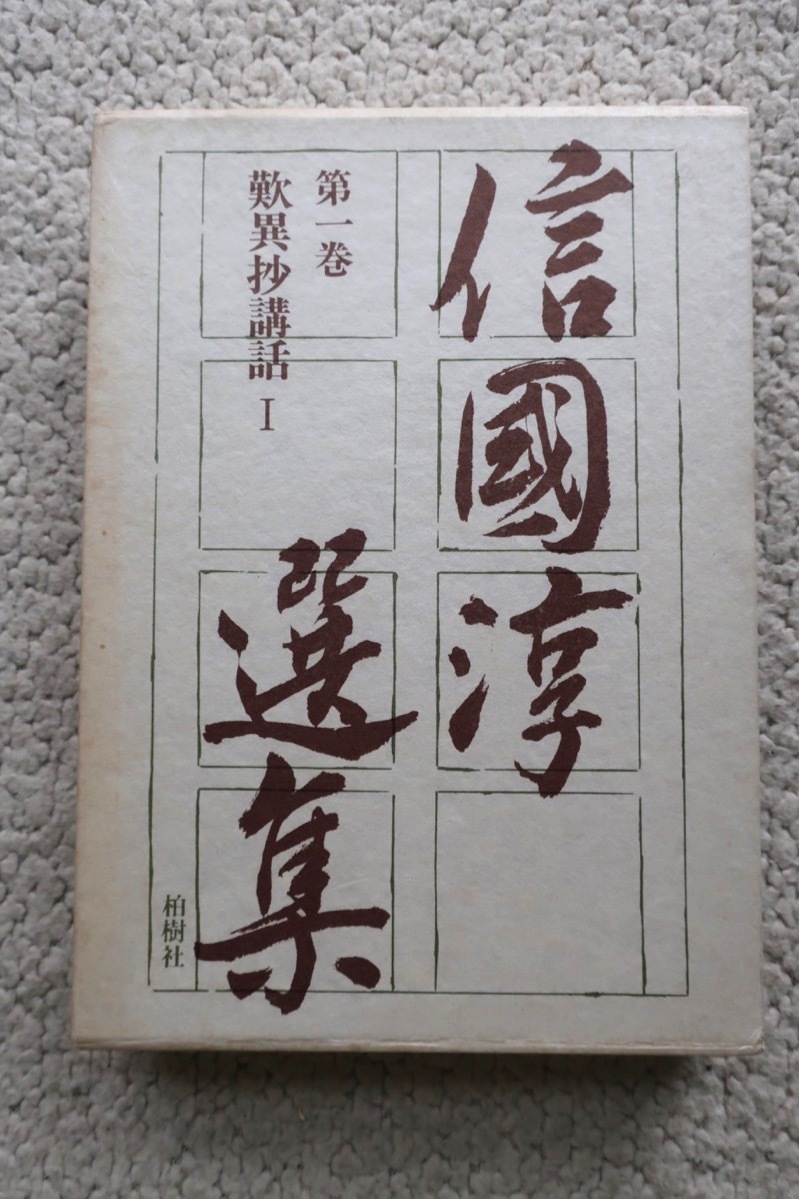 信國淳
選集
第一巻
歎異抄講話 I
柏樹社